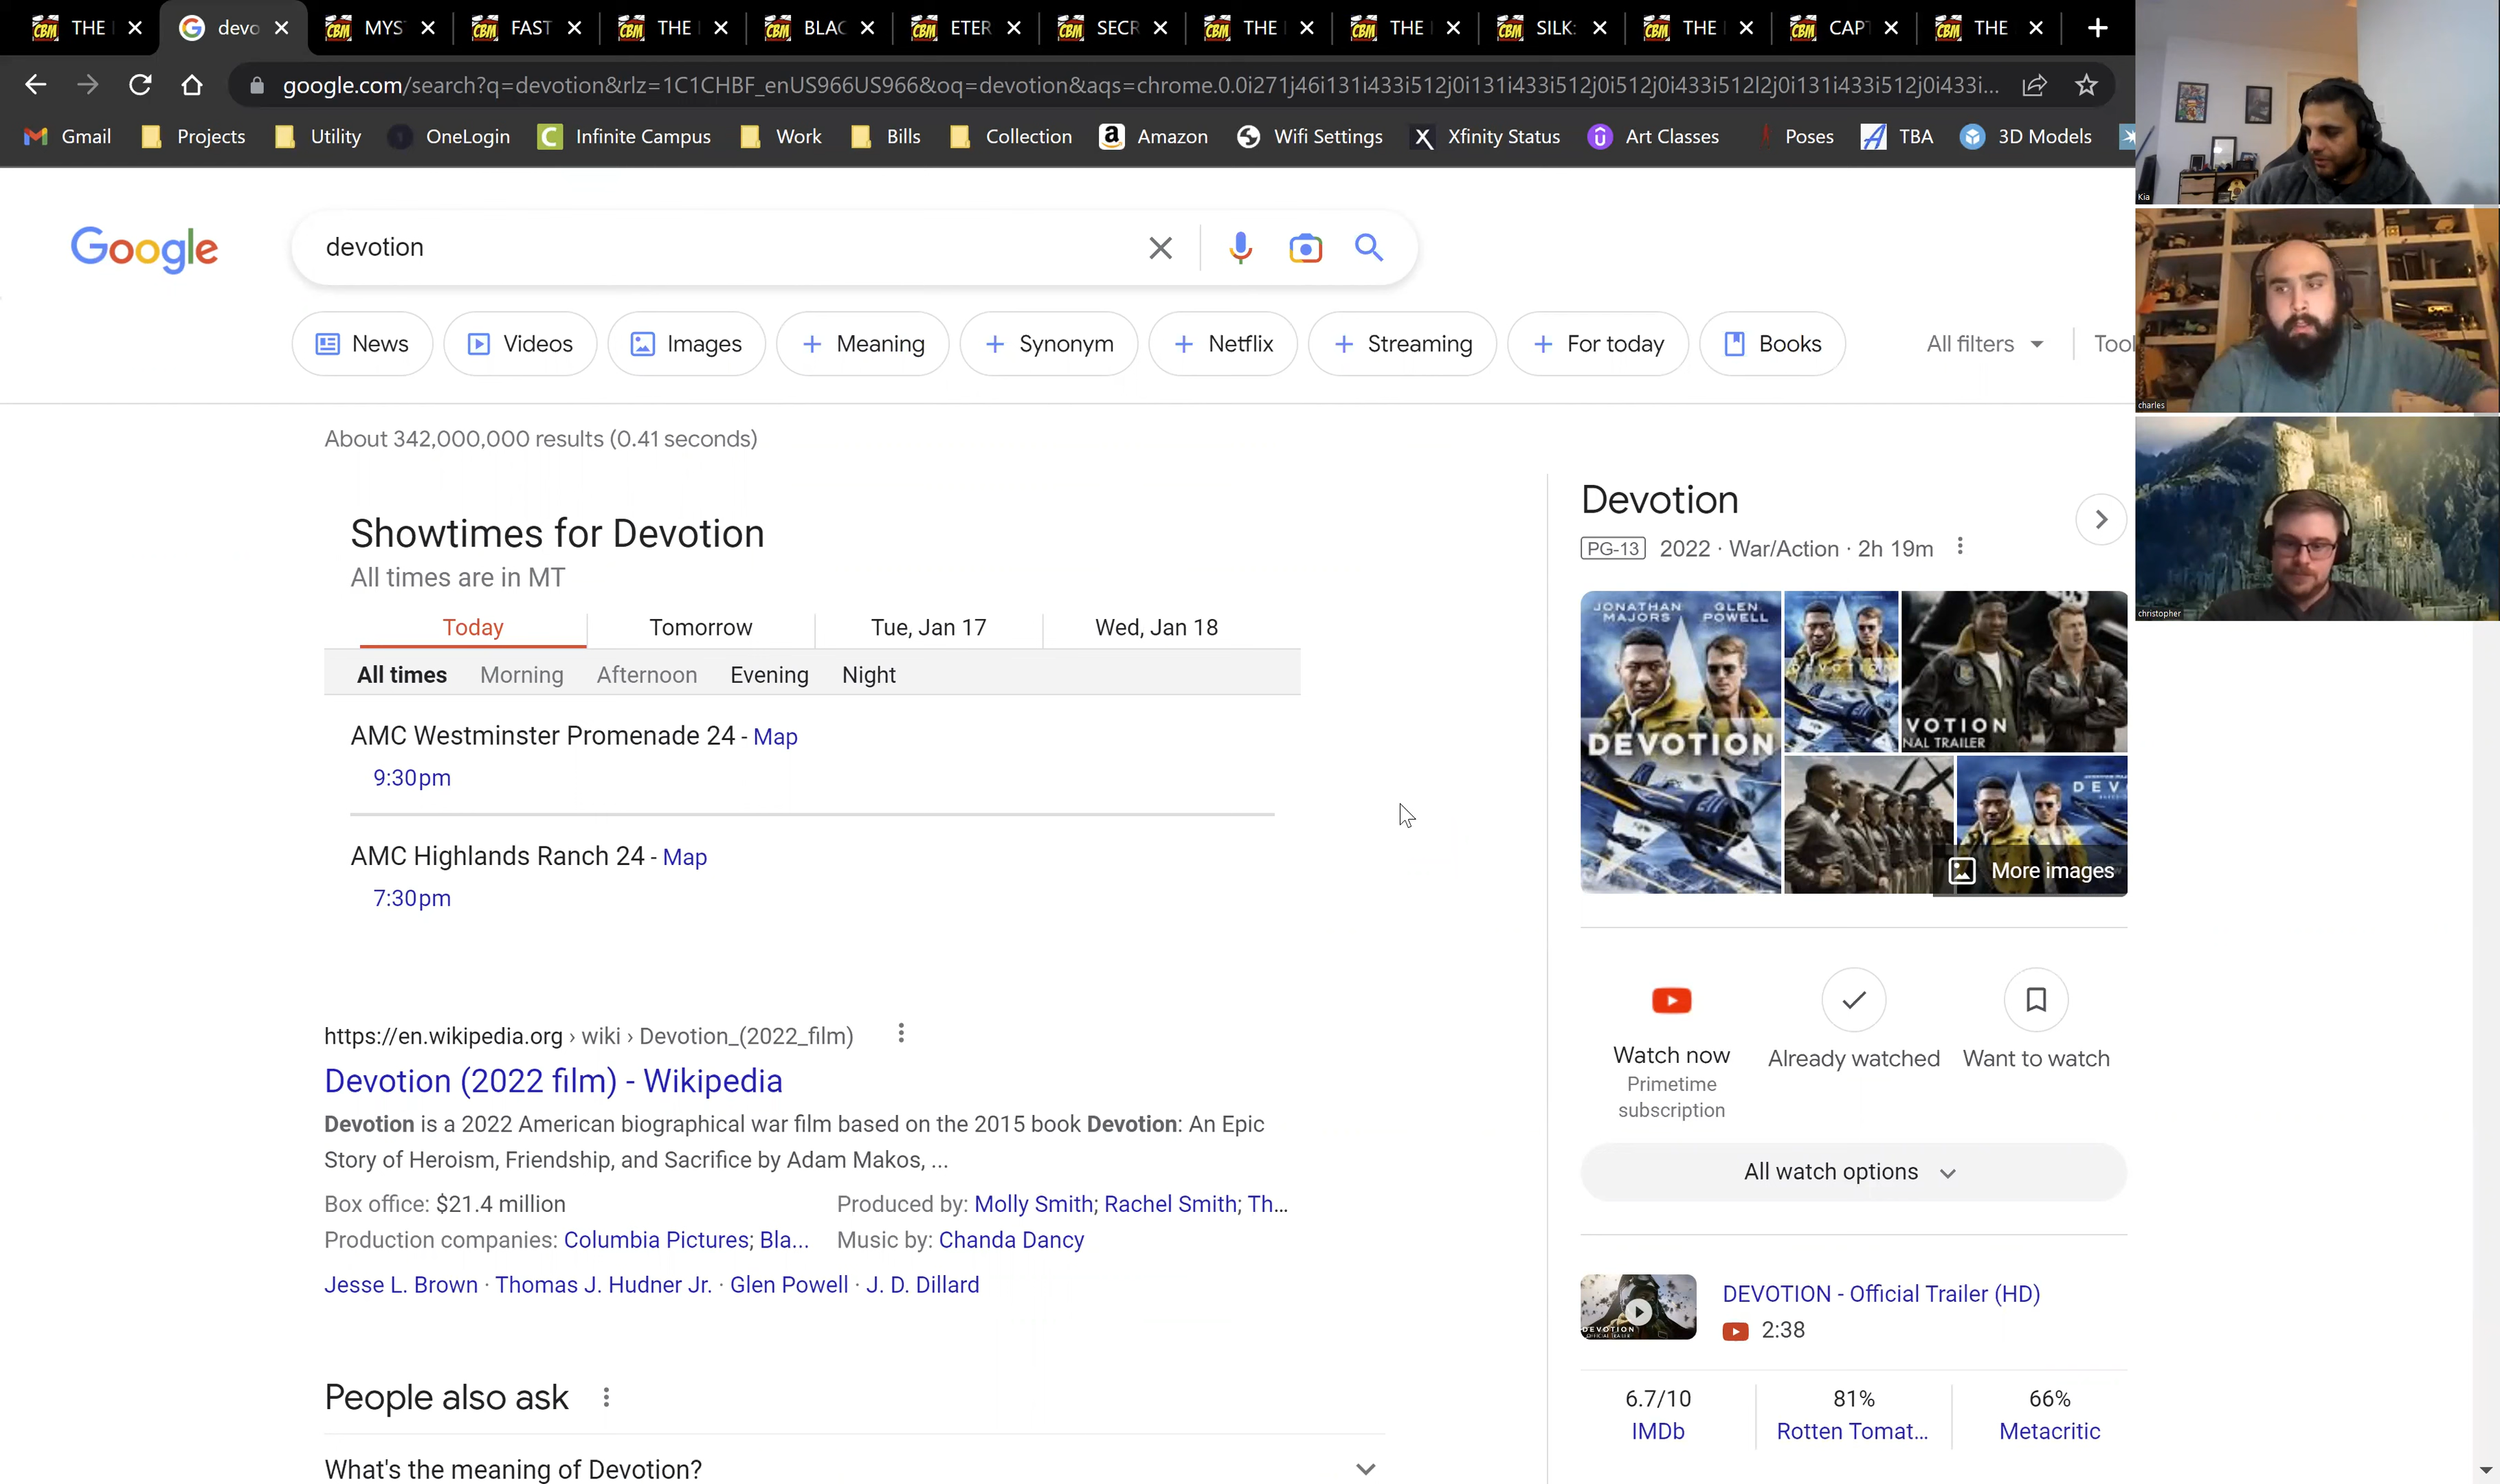 THE
devo
MYS
FAST
THE
BLAC
ETER
SECR
THE
THE
SILK:
THE
CAPT
THE
google.com/search?q=devotion&rlz=1C1CHBF_enUS966US966&oq=devotion&aqs=chrome.0.0i271j46i131i433i512j0i131i433i512j0i512j0i433i512l2j0i131i433i512j0i433i...
Gmail
Projects
Utility
OneLogin
Infinite Campus
Work
Bills
Collection
Amazon
Wifi Settings
Xfinity Status
Art Classes
Poses
TBA
3D Models
Kia
charles
christopher
Google
devotion
News
Videos
Images
Meaning
Synonym
Netflix
Streaming
For today
Books
All filters
Tool
About 342,000,000 results (0.41 seconds)
Showtimes for Devotion
All times are in MT
Today
Tomorrow
Tue, Jan 17
Wed, Jan 18
All times
Morning
Afternoon
Evening
Night
AMC Westminster Promenade 24 - Map
9:30pm
AMC Highlands Ranch 24 - Map
7:30pm
https://en.wikipedia.org › wiki › Devotion_(2022_film)
Devotion (2022 film) - Wikipedia
Devotion is a 2022 American biographical war film based on the 2015 book Devotion: An Epic
Story of Heroism, Friendship, and Sacrifice by Adam Makos, ...
Box office: $21.4 million
Produced by: Molly Smith; Rachel Smith; Th...
Production companies: Columbia Pictures; Bla...
Music by: Chanda Dancy
Jesse L. Brown · Thomas J. Hudner Jr. · Glen Powell · J. D. Dillard
People also ask
What's the meaning of Devotion?
Devotion
PG-13 2022 · War/Action · 2h 19m
JONATHAN MAJORS
GLEN POWELL
DEVOTION
DEVOTION
VOTION
NAL TRAILER
DEV
More images
Watch now
Primetime
subscription
Already watched
Want to watch
All watch options
DEVOTION
DEVOTION - Official Trailer (HD)
2:38
6.7/10
IMDb
81%
Rotten Tomat...
66%
Metacritic